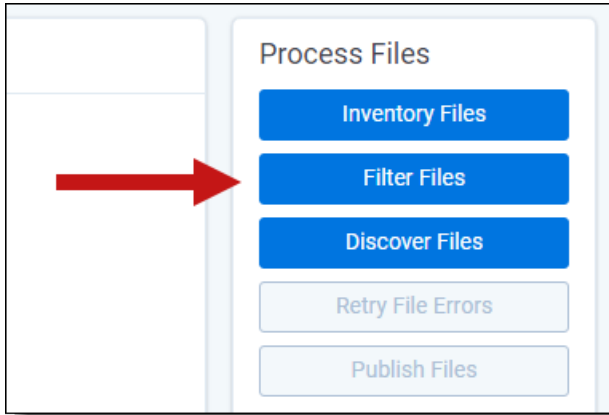 Process Files
Inventory Files
Filter Files
Discover Files
Retry File Errors
Publish Files